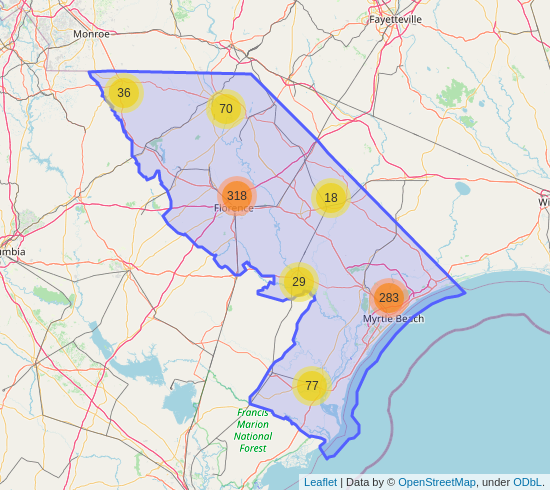 Fayetteville
Monroe
36
70
318
Florence
18
Wi
mbia
29
283
Myrtle Beach
77
Francis
Marion
National
Forest
Leaflet | Data by © OpenStreetMap, under ODbL.